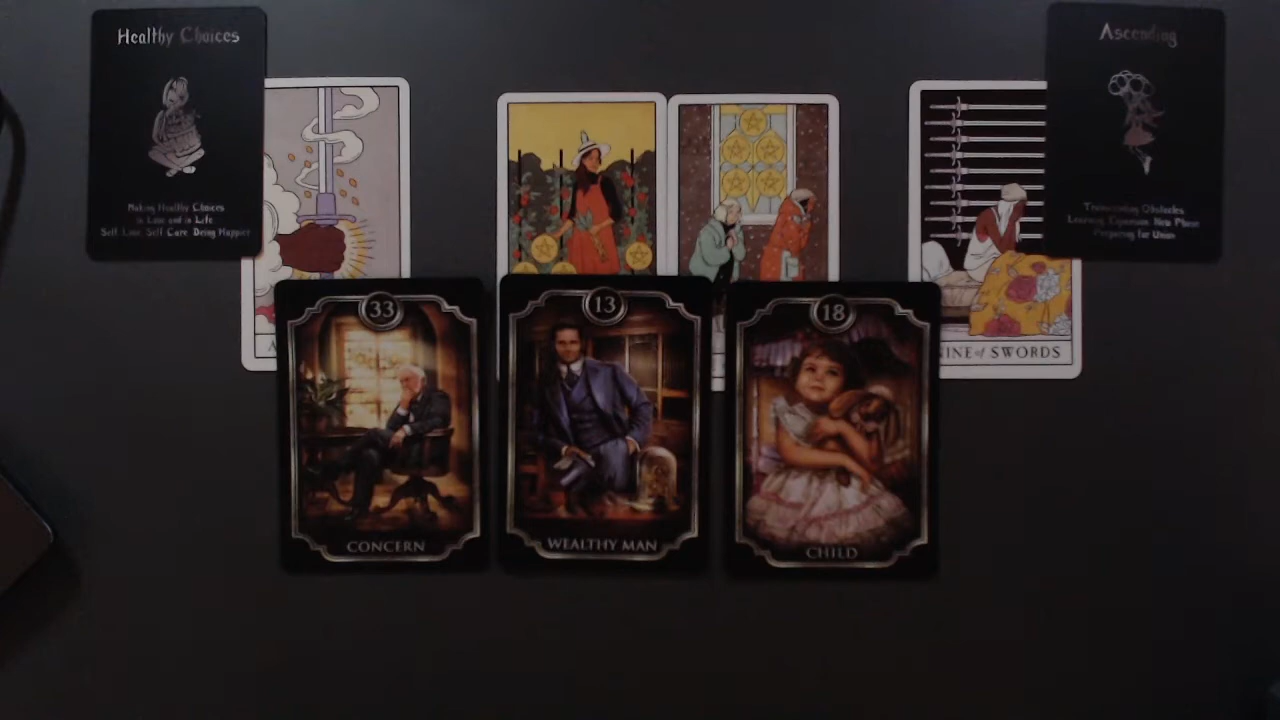 Healthy Choices
Making Healthy Choices
in Love and in Life
Self Love Self Care Being Happier
Ascending
Transcending Obstacles
Learning Expansion New Phase
Preparing for Union
A
NINE of SWORDS
33
CONCERN
13
WEALTHY MAN
18
CHILD